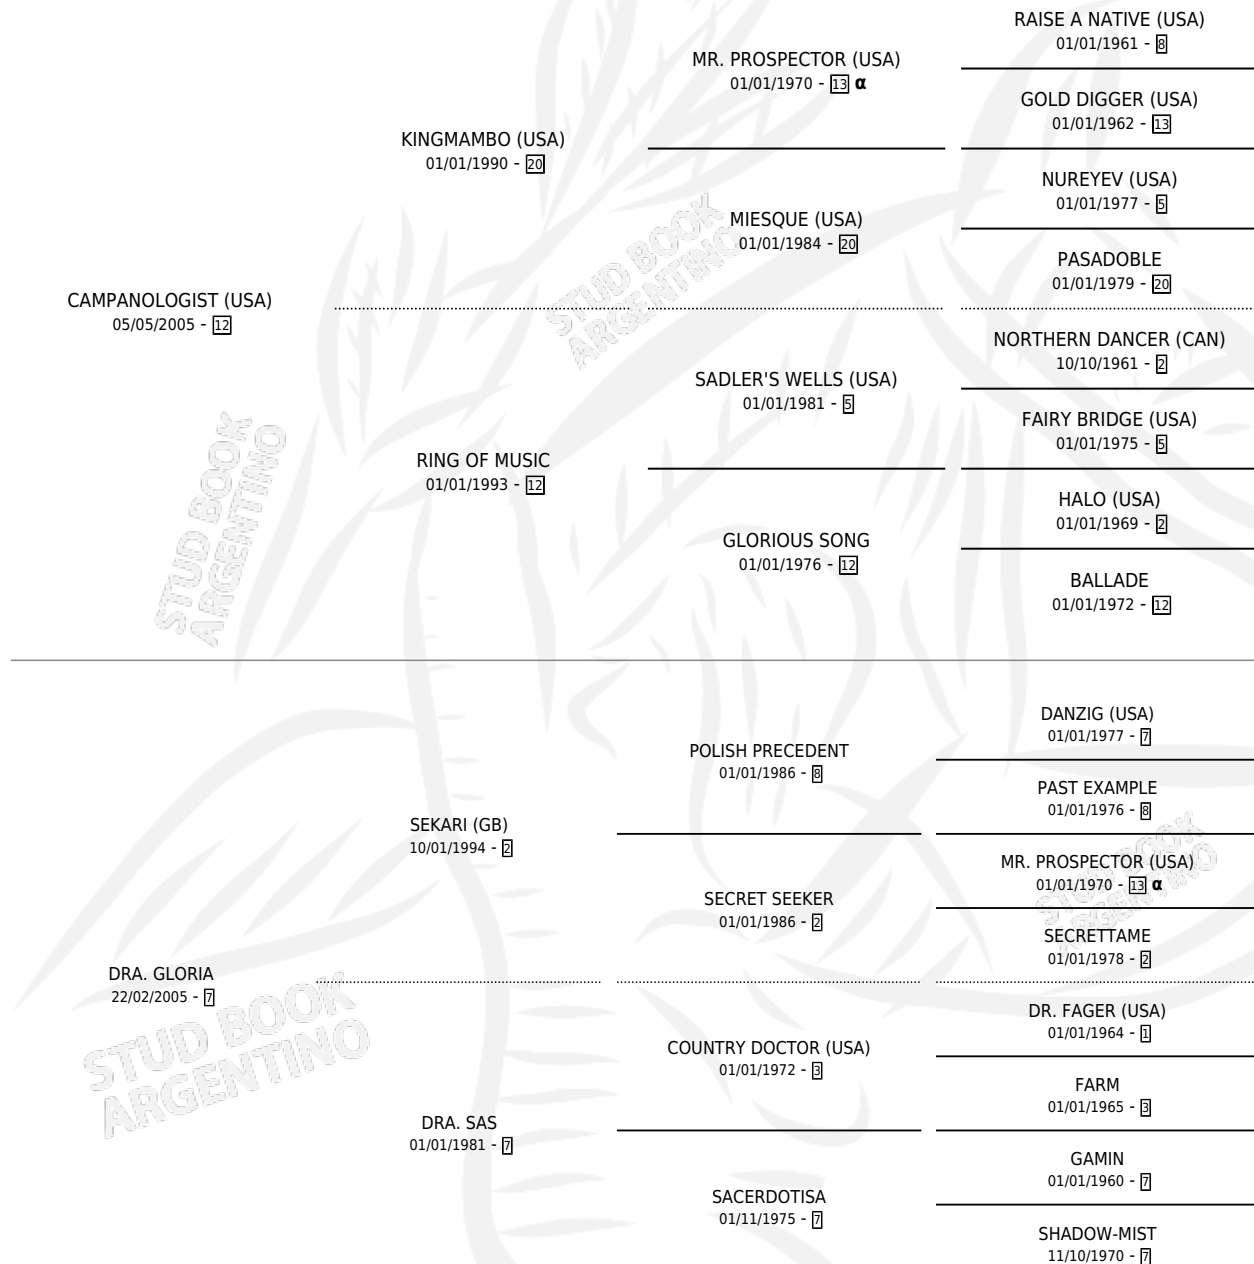 RAISE A NATIVE (USA)
01/01/1961 - 8
MR. PROSPECTOR (USA)
01/01/1970 - 13 α
GOLD DIGGER (USA)
01/01/1962 - 13
KINGMAMBO (USA)
01/01/1990 - 20
NUREYEV (USA)
01/01/1977 - 5
MIESQUE (USA)
01/01/1984 - 20
PASADOBLE
01/01/1979 - 20
CAMPANOLOGIST (USA)
05/05/2005 - 12
NORTHERN DANCER (CAN)
10/10/1961 - 2
SADLER'S WELLS (USA)
01/01/1981 - 5
FAIRY BRIDGE (USA)
01/01/1975 - 5
RING OF MUSIC
01/01/1993 - 12
HALO (USA)
01/01/1969 - 2
GLORIOUS SONG
01/01/1976 - 12
BALLADE
01/01/1972 - 12
DANZIG (USA)
01/01/1977 - 7
POLISH PRECEDENT
01/01/1986 - 8
PAST EXAMPLE
01/01/1976 - 8
SEKARI (GB)
10/01/1994 - 2
MR. PROSPECTOR (USA)
01/01/1970 - 13 α
SECRET SEEKER
01/01/1986 - 2
SECRETTAME
01/01/1978 - 2
DRA. GLORIA
22/02/2005 - 7
DR. FAGER (USA)
01/01/1964 - 1
COUNTRY DOCTOR (USA)
01/01/1972 - 3
FARM
01/01/1965 - 3
DRA. SAS
01/01/1981 - 7
GAMIN
01/01/1960 - 7
SACERDOTISA
01/11/1975 - 7
SHADOW-MIST
11/10/1970 - 7
STUD BOOK
ARGENTINO
STUD BOOK
ARGENTINO
STUD BOOK
ARGENTINO
STUD BOOK
ARGENTINO